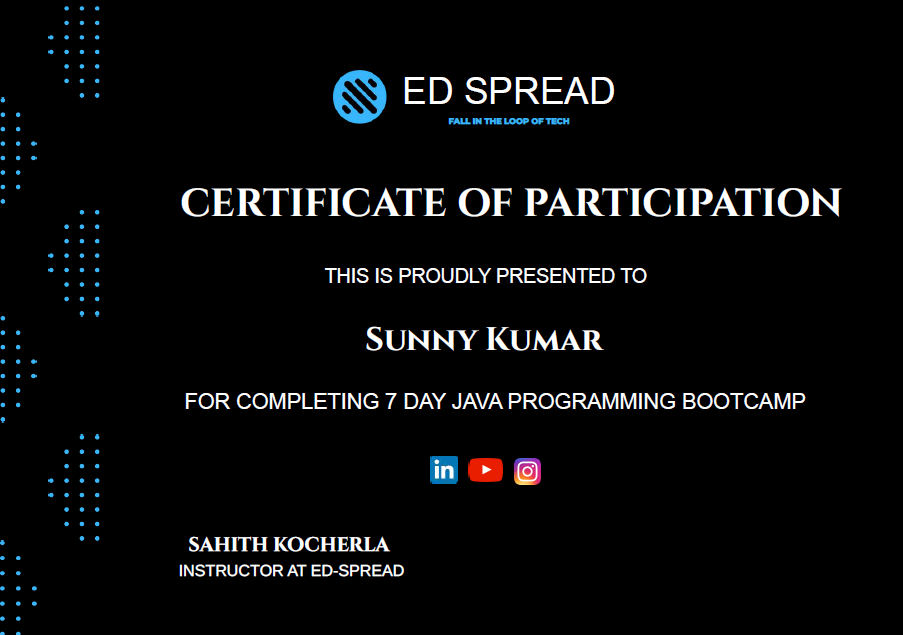 ED SPREAD
FALL IN THE LOOP OF TECH
CERTIFICATE OF PARTICIPATION
THIS IS PROUDLY PRESENTED TO
SUNNY KUMAR
FOR COMPLETING 7 DAY JAVA PROGRAMMING BOOTCAMP
in
SAHITH KOCHERLA
INSTRUCTOR AT ED-SPREAD